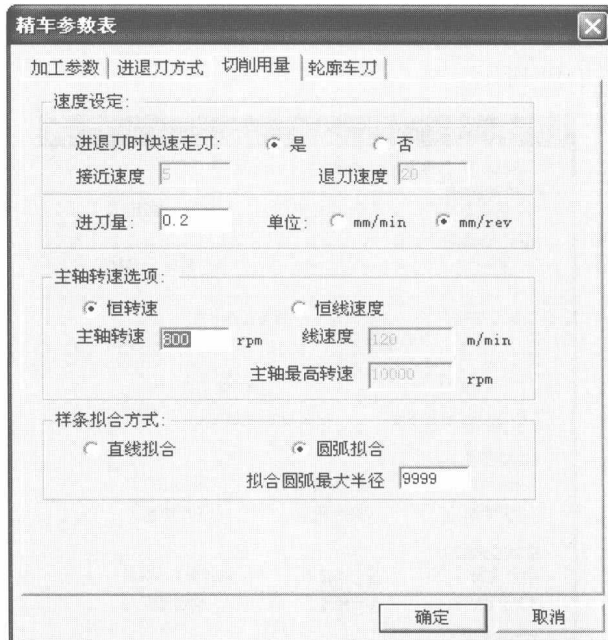 精车参数表
加工参数 进退刀方式 切削用量 轮廓车刀
速度设定:
进退刀时快速走刀: 是 否
接近速度 5 退刀速度 20
进刀量: 0.2 单位: mm/min mm/rev
主轴转速选项:
恒转速 恒线速度
主轴转速 800 rpm 线速度 120 m/min
主轴最高转速 10000 rpm
样条拟合方式:
直线拟合 圆弧拟合
拟合圆弧最大半径 9999
确定 取消